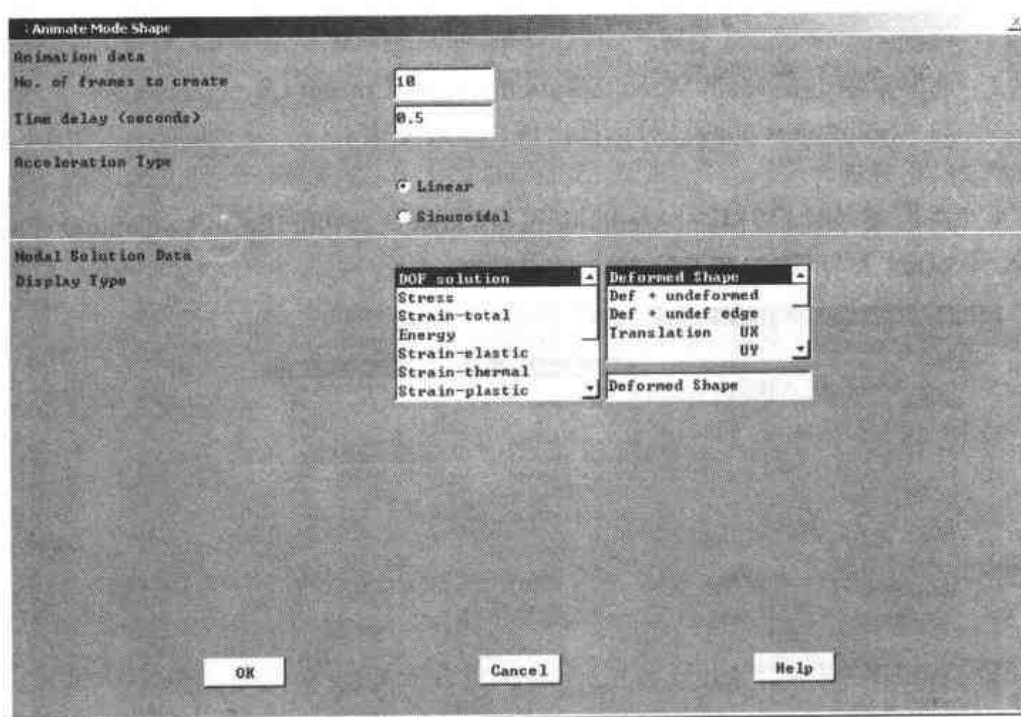 Animate Mode Shape
X
Animation data
No. of frames to create
10
Time delay (seconds)
0.5
Acceleration Type
Linear
Sinusoidal
Nodal Solution Data
Display Type
DOF solution
Stress
Strain-total
Energy
Strain-elastic
Strain-thermal
Strain-plastic
Deformed Shape
Def + undeformed
Def + undef edge
Translation UX
UY
Deformed Shape
OK
Cancel
Help